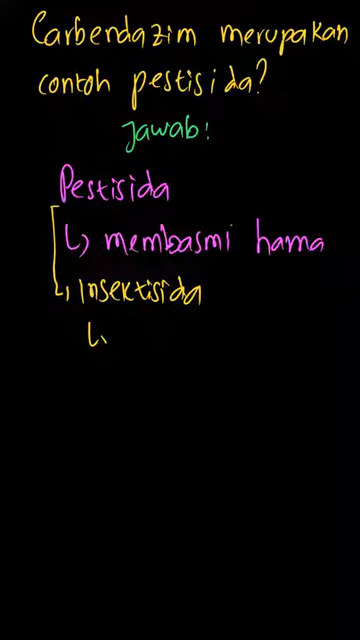 Carbendazim merupakan
contoh pestisida?
Jawab:
Pestisida
↳ membasmi hama
↳ Insektisida
↳